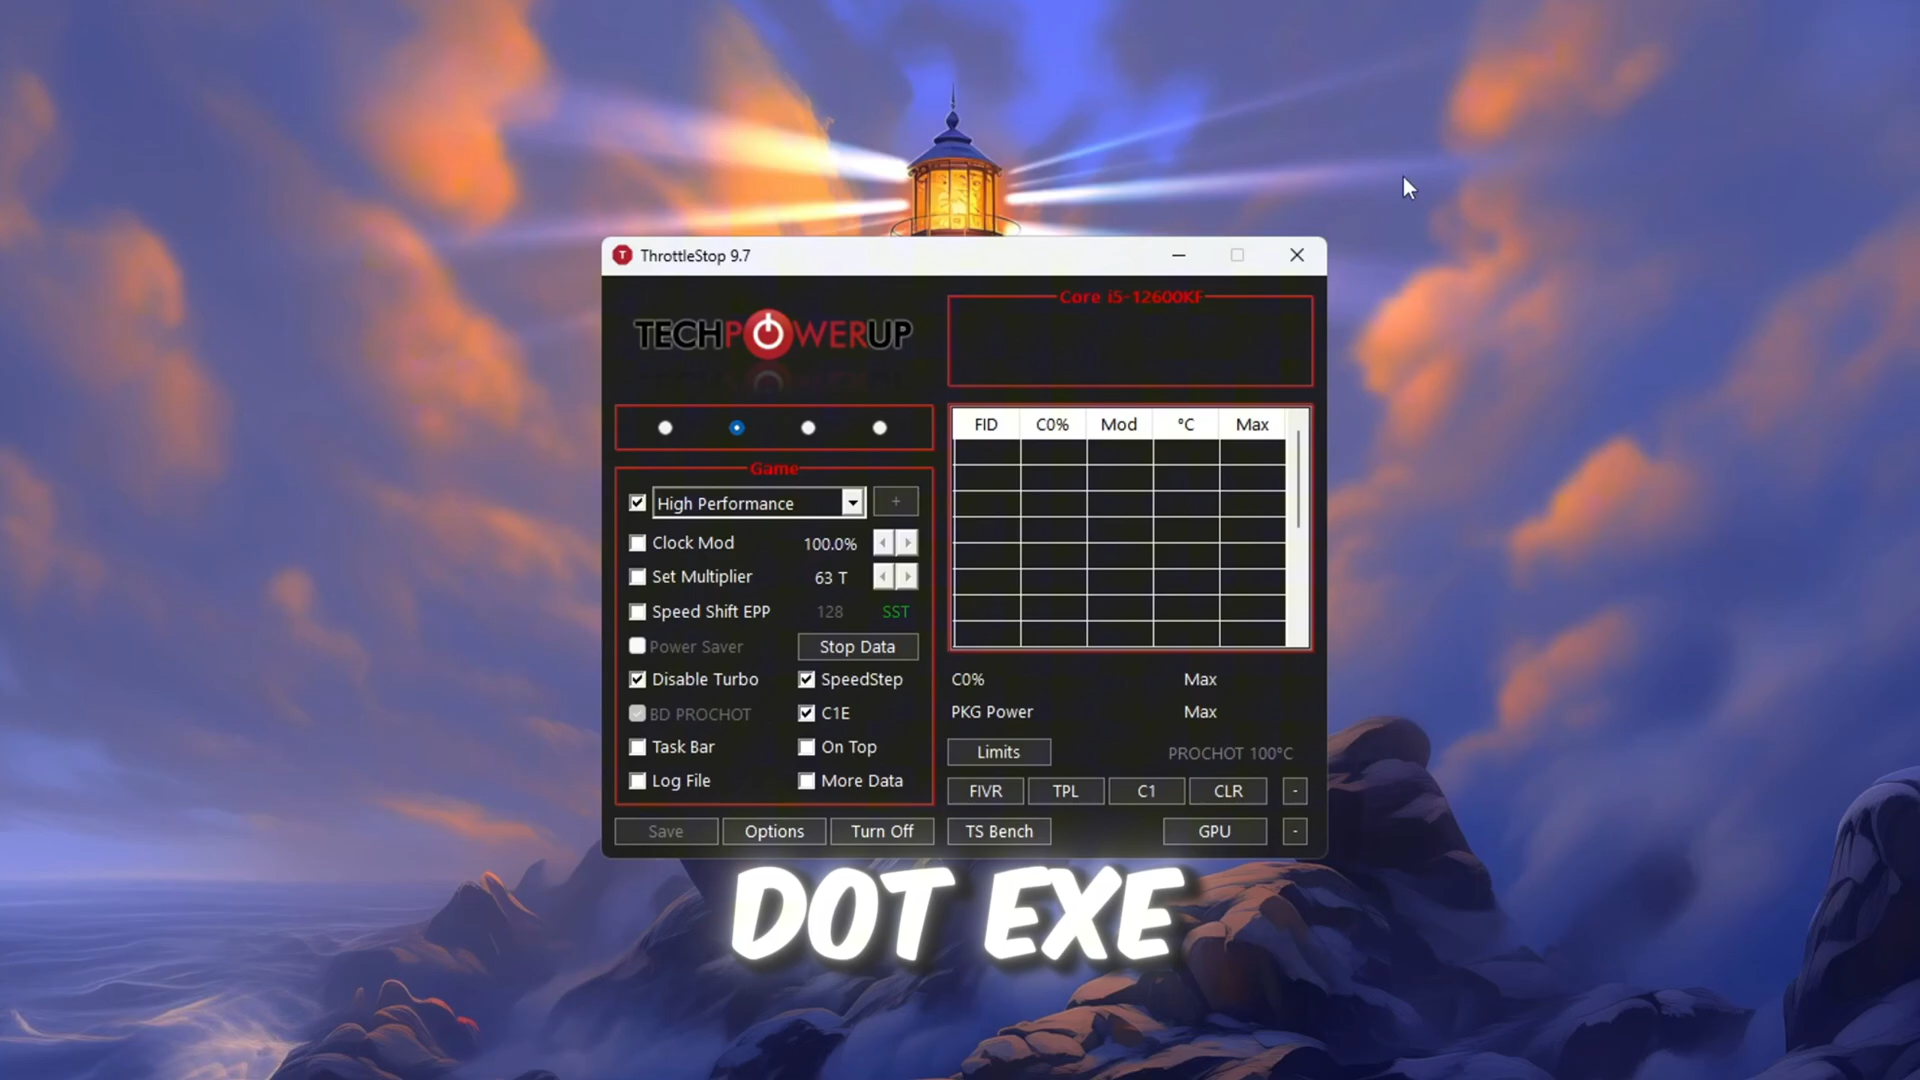 ThrottleStop 9.7
TECHPOWERUP
Core i5-12600KF
FID C0% Mod °C Max
Game
High Performance +
Clock Mod 100.0%
Set Multiplier 63 T
Speed Shift EPP 128 SST
Power Saver Stop Data
Disable Turbo SpeedStep
BD PROCHOT C1E
Task Bar On Top
Log File More Data
C0% Max
PKG Power Max
Limits PROCHOT 100°C
FIVR TPL C1 CLR -
Save Options Turn Off TS Bench GPU -
DOT EXE